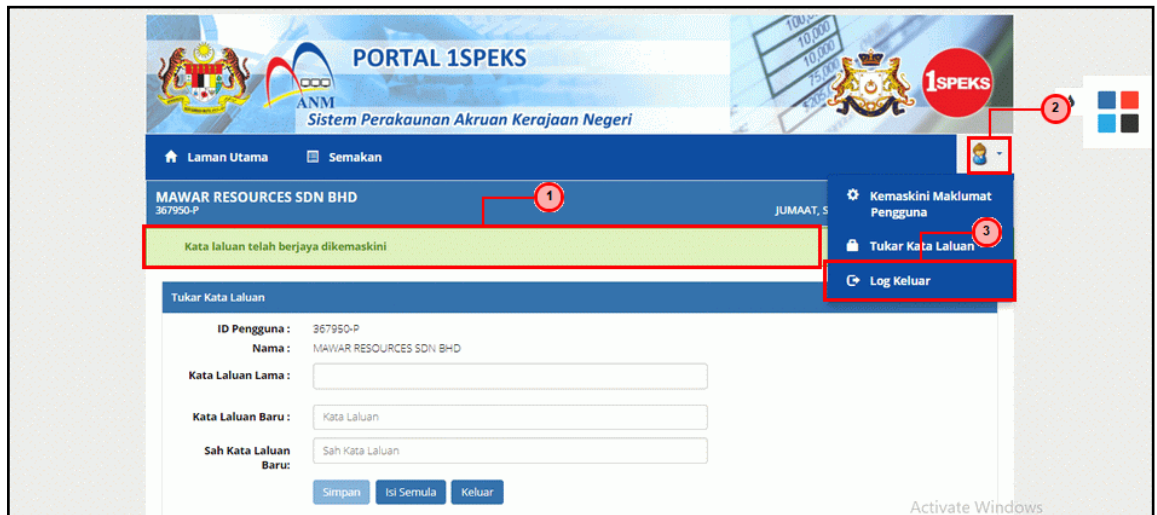 PORTAL 1SPEKS
1SPEKS
ANM
Sistem Perakaunan Akruan Kerajaan Negeri
2
Laman Utama Semakan
MAWAR RESOURCES SDN BHD
367950-P
1
JUMAAT, S
Kemaskini Maklumat
Pengguna
3
Tukar Kata Laluan
Log Keluar
Kata laluan telah berjaya dikemaskini
Tukar Kata Laluan
ID Pengguna : 367950-P
Nama : MAWAR RESOURCES SDN BHD
Kata Laluan Lama :
Kata Laluan Baru : Kata Laluan
Sah Kata Laluan Baru: Sah Kata Laluan
Simpan Isi Semula Keluar
Activate Windows